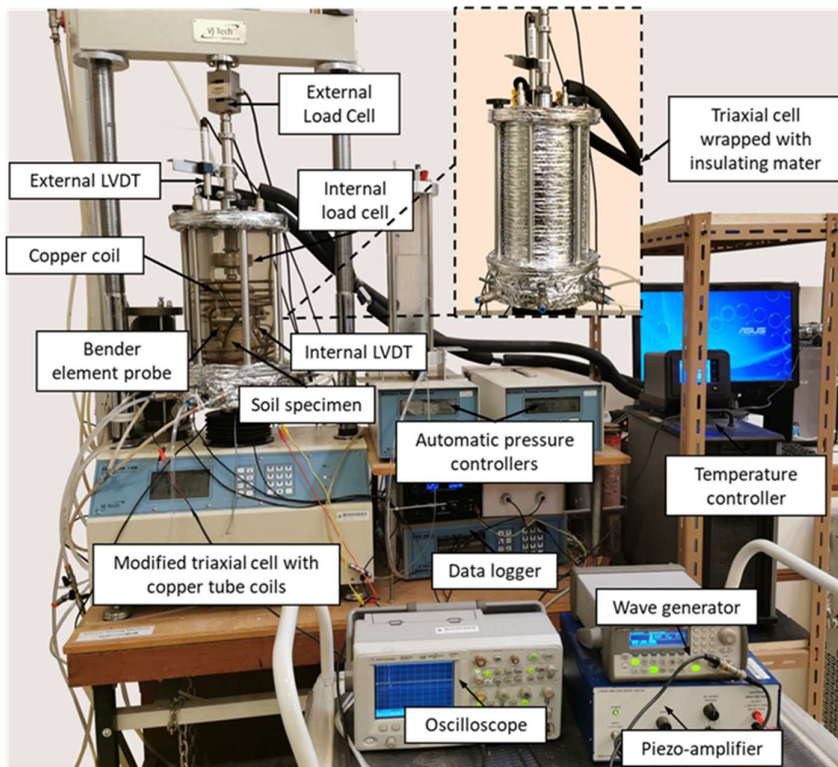 VJ Tech
External
Load Cell
Triaxial cell
wrapped with
insulating mater
External LVDT
Internal
load cell
Copper coil
Bender
element probe
Internal LVDT
Soil specimen
ASUS
Automatic pressure
controllers
Temperature
controller
VJ Tech
Modified triaxial cell with
copper tube coils
Data logger
Wave generator
Oscilloscope
Piezo-amplifier